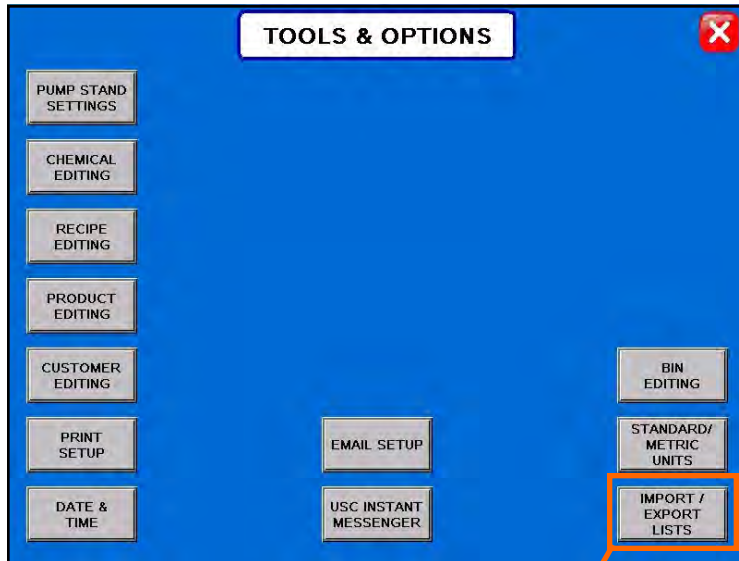 TOOLS & OPTIONS
X
PUMP STAND
SETTINGS
CHEMICAL
EDITING
RECIPE
EDITING
PRODUCT
EDITING
CUSTOMER
EDITING
BIN
EDITING
PRINT
SETUP
EMAIL SETUP
STANDARD/
METRIC
UNITS
DATE &
TIME
USC INSTANT
MESSENGER
IMPORT /
EXPORT
LISTS